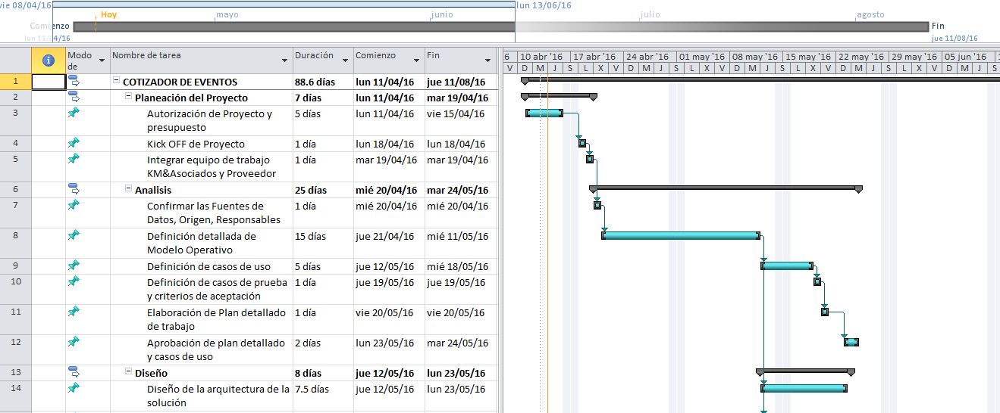 vie 08/04/16
lun 13/06/16
Hoy
mayo
junio
julio
agosto
Comienzo
lun 11/04/16
Fin
jue 11/08/16
Modo de
Nombre de tarea
Duración
Comienzo
Fin
6 10 abr '16 17 abr '16 24 abr '16 01 may '16 08 may '16 15 may '16 22 may '16 29 may '16 05 jun '16 1
V D M J S L X V D M J S L X V D M J S L X V D M J S L X V
1 COTIZADOR DE EVENTOS 88.6 días lun 11/04/16 jue 11/08/16
2 Planeación del Proyecto 7 días lun 11/04/16 mar 19/04/16
3 Autorización de Proyecto y 5 días lun 11/04/16 vie 15/04/16
presupuesto
4 Kick OFF de Proyecto 1 día lun 18/04/16 lun 18/04/16
5 Integrar equipo de trabajo 1 día mar 19/04/16 mar 19/04/16
KM&Asociados y Proveedor
6 Analisis 25 días mié 20/04/16 mar 24/05/16
7 Confirmar las Fuentes de 1 día mié 20/04/16 mié 20/04/16
Datos, Origen, Responsables
8 Definición detallada de 15 días jue 21/04/16 mié 11/05/16
Modelo Operativo
9 Definición de casos de uso 5 días jue 12/05/16 mié 18/05/16
10 Definición de casos de prueba 1 día jue 19/05/16 jue 19/05/16
y criterios de aceptación
11 Elaboración de Plan detallado 1 día vie 20/05/16 vie 20/05/16
de trabajo
12 Aprobación de plan detallado 2 días lun 23/05/16 mar 24/05/16
y casos de uso
13 Diseño 8 días jue 12/05/16 lun 23/05/16
14 Diseño de la arquitectura de la 7.5 días jue 12/05/16 lun 23/05/16
solución